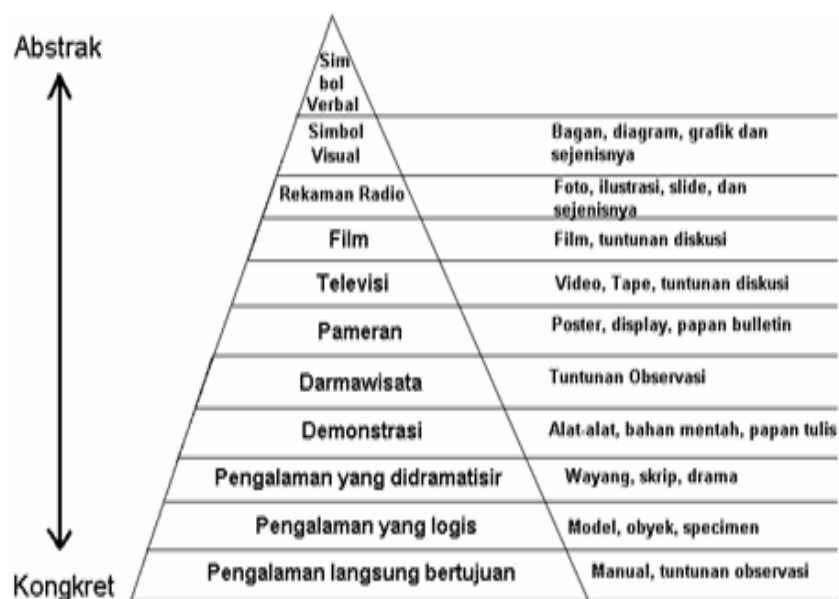 Abstrak
Sim
bol
Verbal
Simbol
Visual
Bagan, diagram, grafik dan
sejenisnya
Rekaman Radio
Foto, ilustrasi, slide, dan
sejenisnya
Film
Film, tuntunan diskusi
Televisi
Video, Tape, tuntunan diskusi
Pameran
Poster, display, papan bulletin
Darmawisata
Tuntunan Observasi
Demonstrasi
Alat-alat, bahan mentah, papan tulis
Pengalaman yang didramatisir
Wayang, skrip, drama
Pengalaman yang logis
Model, obyek, specimen
Pengalaman langsung bertujuan
Manual, tuntunan observasi
Kongkret